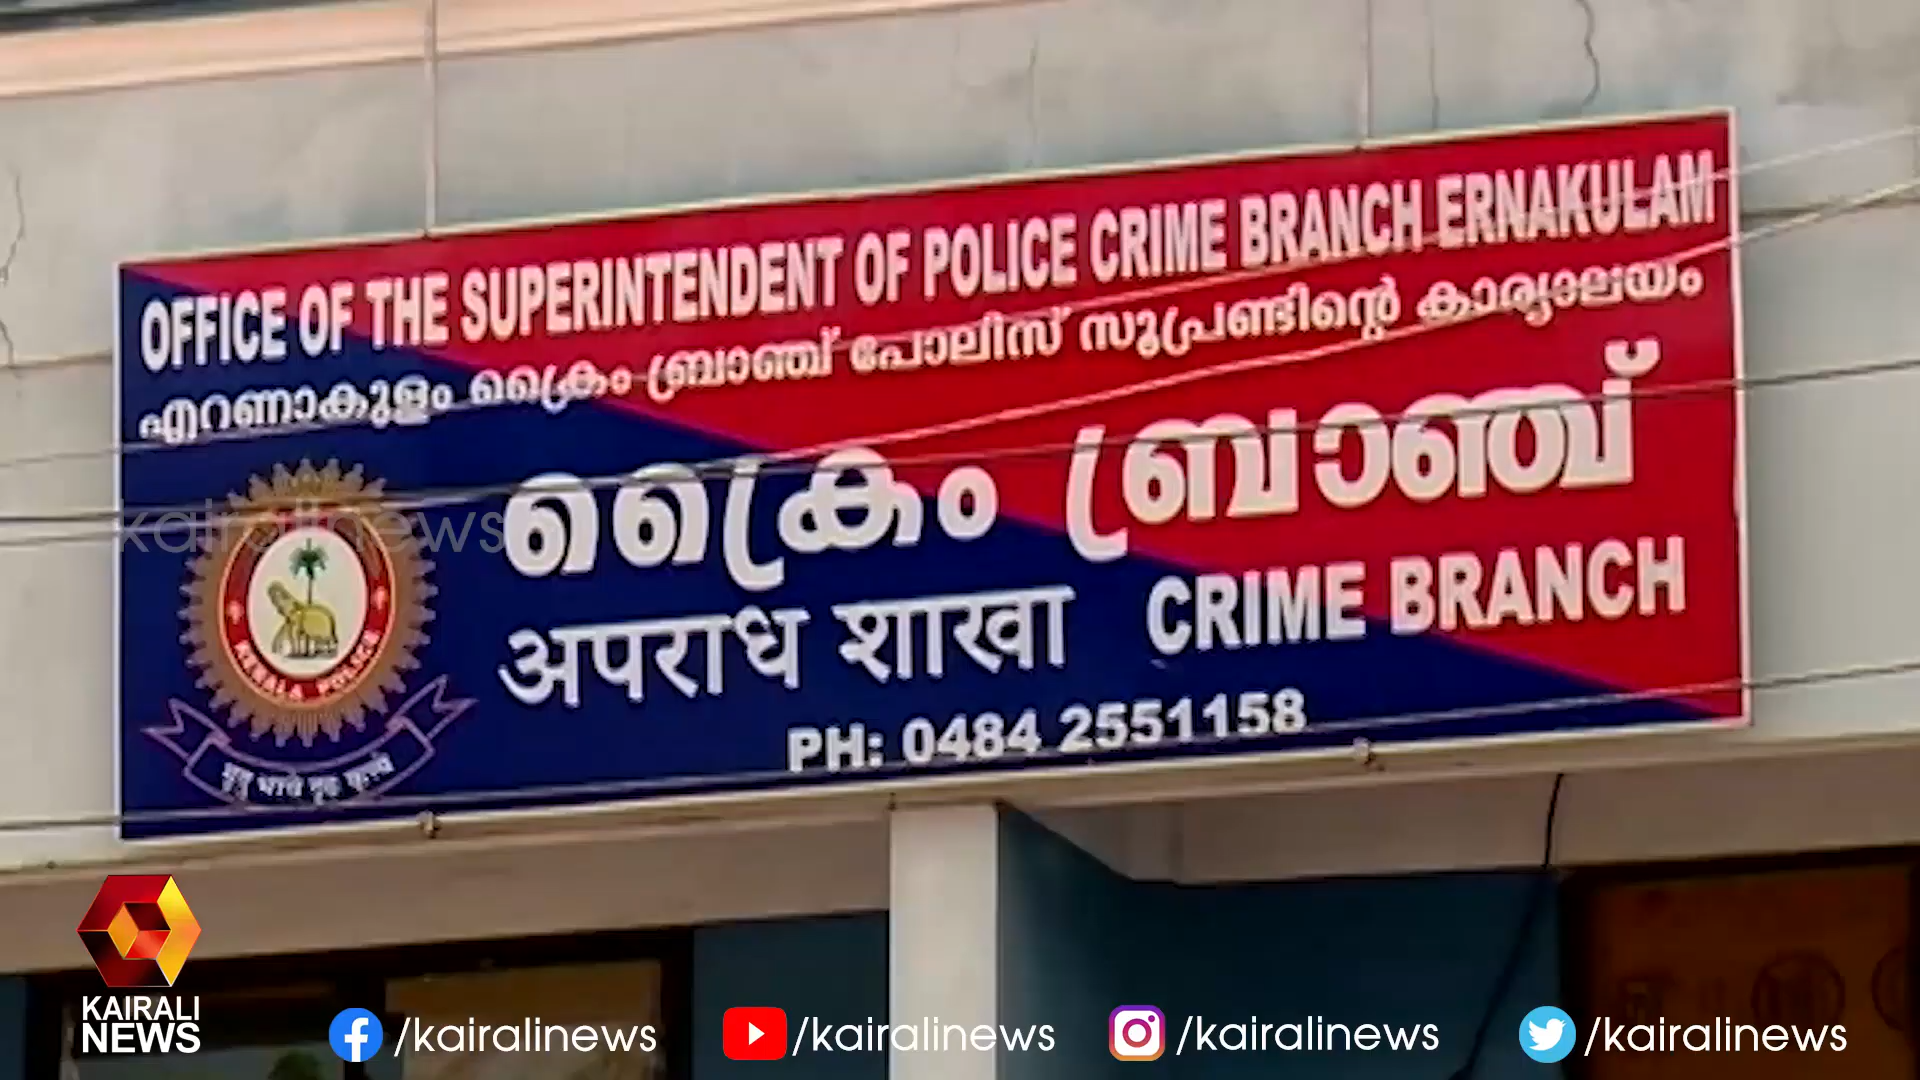 OFFICE OF THE SUPERINTENDENT OF POLICE CRIME BRANCH ERNAKULAM
എറണാകുളം ക്രൈം ബ്രാഞ്ച് പോലിസ് സൂപ്രണ്ടിന്റെ കാര്യാലയം
ക്രൈം ബ്രാഞ്ച്
अपराध शाखा CRIME BRANCH
PH: 0484 2551158
KERALA POLICE
मृदु भावे दृढ कृत्ये
kairalinews
KAIRALI
NEWS
/kairalinews /kairalinews /kairalinews /kairalinews